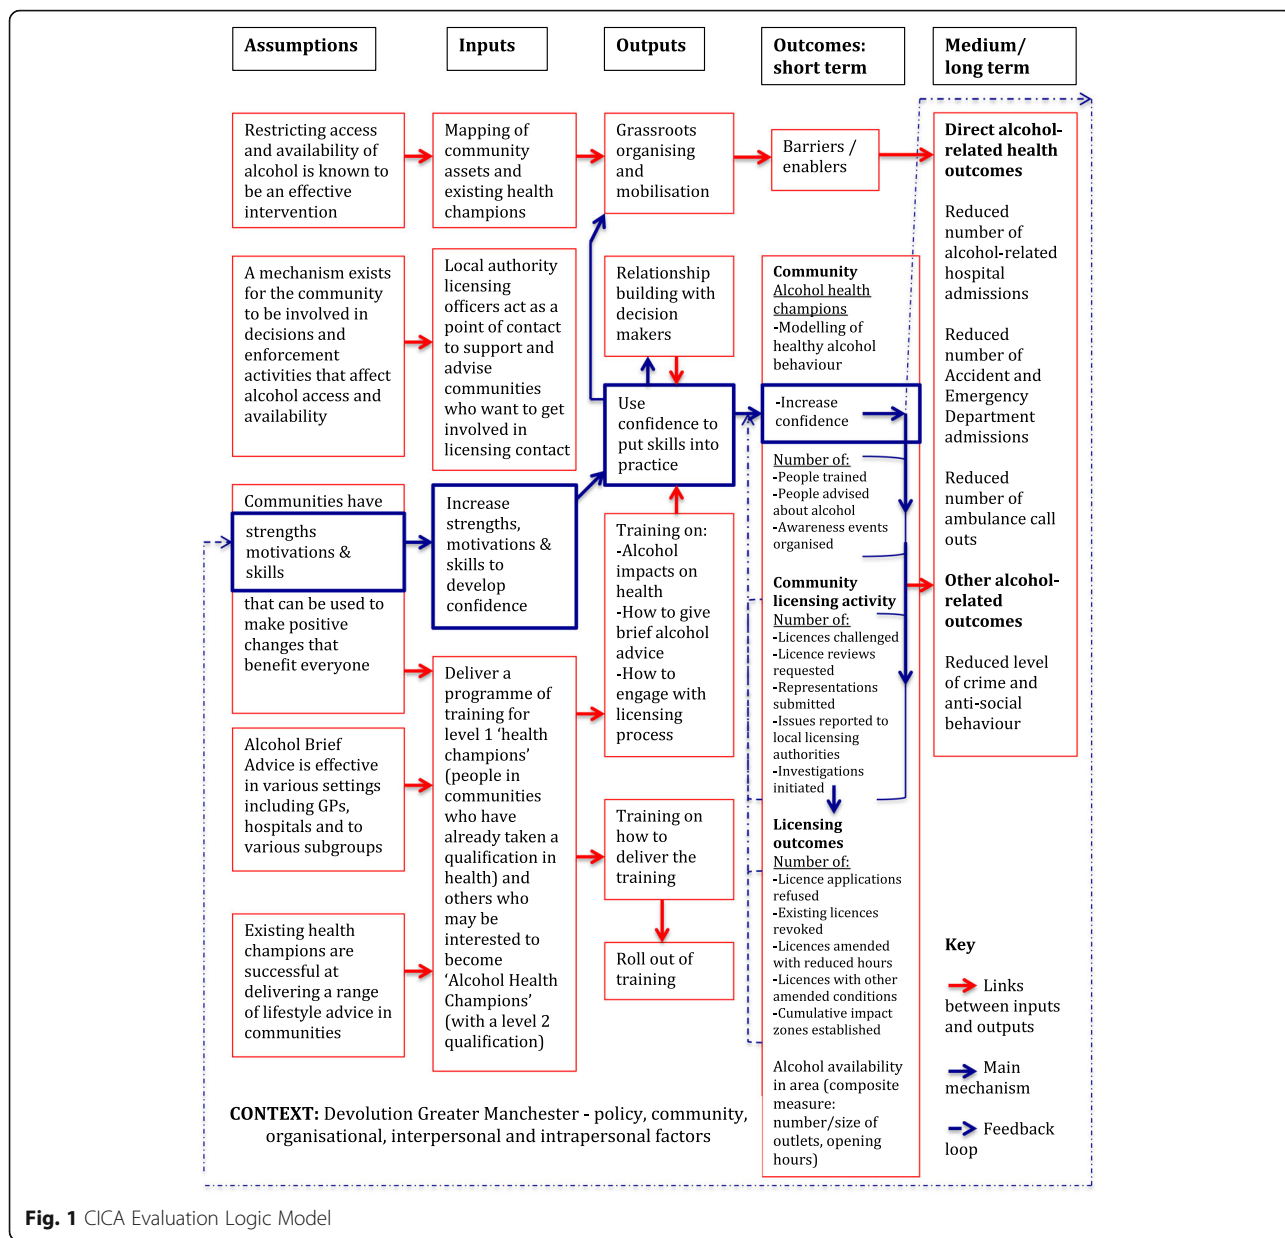 Assumptions
Inputs
Outputs
Outcomes:
short term
Medium/
long term
Restricting access
and availability of
alcohol is known to
be an effective
intervention
Mapping of
community
assets and
existing health
champions
Grassroots
organising
and
mobilisation
Barriers /
enablers
Direct alcohol-
related health
outcomes
Reduced
number of
alcohol-related
hospital
admissions
Reduced
number of
Accident and
Emergency
Department
admissions
Reduced
number of
ambulance call
outs
Other alcohol-
related
outcomes
Reduced level
of crime and
anti-social
behaviour
A mechanism exists
for the community
to be involved in
decisions and
enforcement
activities that affect
alcohol access and
availability
Local authority
licensing
officers act as a
point of contact
to support and
advise
communities
who want to get
involved in
licensing contact
Relationship
building with
decision
makers
Use
confidence to
put skills into
practice
Community
Alcohol health
champions
-Modelling of
healthy alcohol
behaviour
-Increase
confidence
Number of:
-People trained
-People advised
about alcohol
-Awareness events
organised
Community
licensing activity
Number of:
-Licences challenged
-Licence reviews
requested
-Representations
submitted
-Issues reported to
local licensing
authorities
-Investigations
initiated
Licensing
outcomes
Number of:
-Licence applications
refused
-Existing licences
revoked
-Licences amended
with reduced hours
-Licences with other
amended conditions
-Cumulative impact
zones established
Alcohol availability
in area (composite
measure:
number/size of
outlets, opening
hours)
Communities have
strengths
motivations &
skills
that can be used to
make positive
changes that
benefit everyone
Increase
strengths,
motivations &
skills to
develop
confidence
Training on:
-Alcohol
impacts on
health
-How to give
brief alcohol
advice
-How to
engage with
licensing
process
Alcohol Brief
Advice is effective
in various settings
including GPs,
hospitals and to
various subgroups
Deliver a
programme of
training for
level 1 ‘health
champions’
(people in
communities
who have
already taken a
qualification in
health) and
others who
may be
interested to
become
‘Alcohol Health
Champions’
(with a level 2
qualification)
Training on
how to
deliver the
training
Roll out of
training
Existing health
champions are
successful at
delivering a range
of lifestyle advice in
communities
Key
Links
between inputs
and outputs
Main
mechanism
Feedback
loop
CONTEXT: Devolution Greater Manchester - policy, community,
organisational, interpersonal and intrapersonal factors
Fig. 1 CICA Evaluation Logic Model